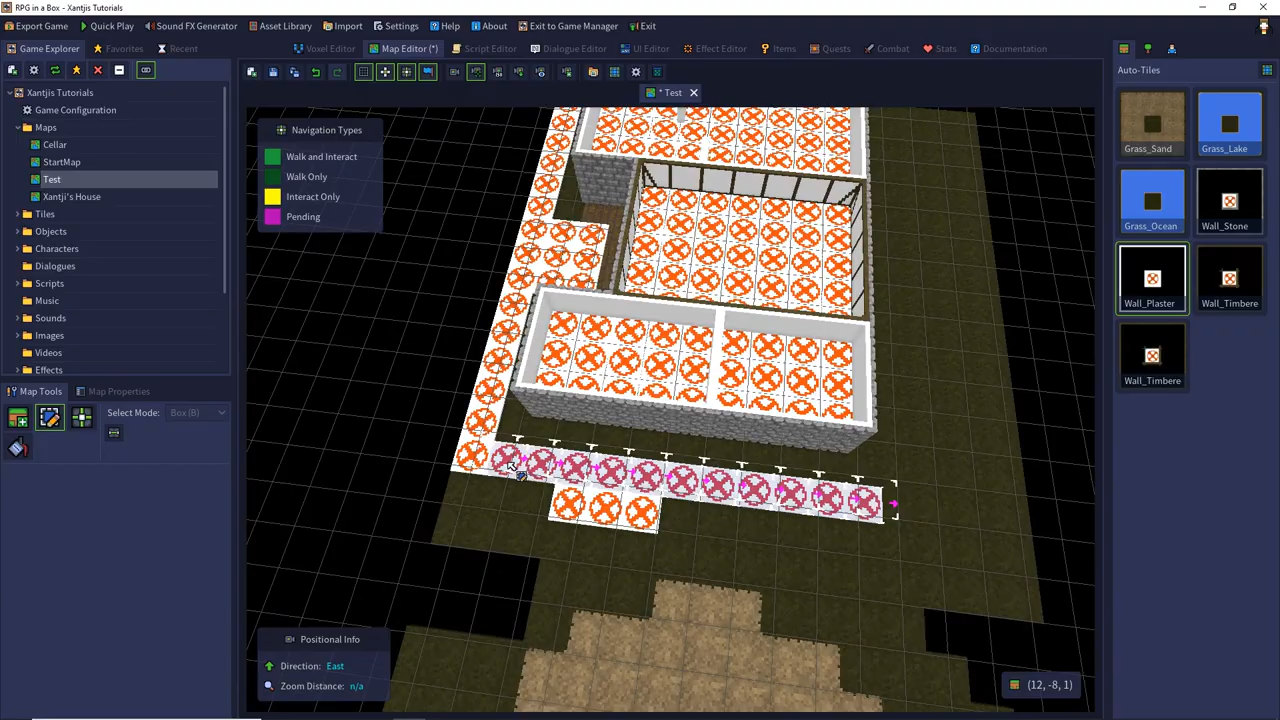 RPG in a Box - Xantjis Tutorials
Export Game Quick Play Sound FX Generator Asset Library Import Settings Help About Exit to Game Manager Exit
Game Explorer Favorites Recent Voxel Editor Map Editor (*) Script Editor Dialogue Editor UI Editor Effect Editor Items Quests Combat Stats Documentation
Auto-Tiles
* Test
Xantjis Tutorials
Game Configuration
Maps
Cellar
StartMap
Test
Xantji's House
Tiles
Objects
Characters
Dialogues
Scripts
Music
Sounds
Images
Videos
Effects
Map Tools Map Properties
Select Mode: Box (B)
Navigation Types
Walk and Interact
Walk Only
Interact Only
Pending
Positional Info
Direction: East
Zoom Distance: n/a
(12, -8, 1)
Grass_Sand Grass_Lake
Grass_Ocean Wall_Stone
Wall_Plaster Wall_Timbere
Wall_Timbere